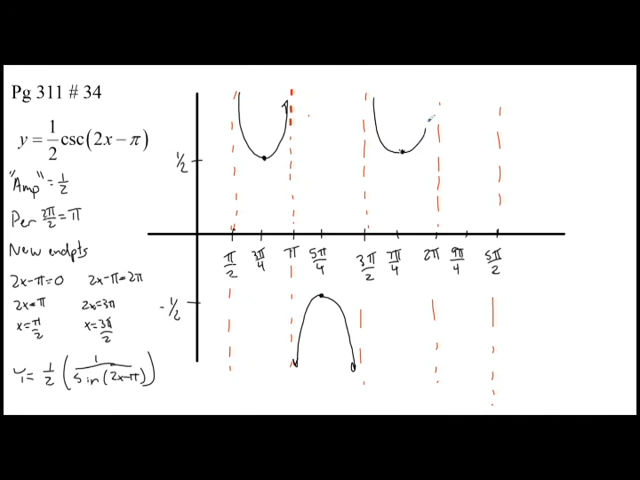 Pg 311 # 34
y = 1/2 csc(2x − π)
"Amp" = 1/2
Per 2π/2 = π
New endpts
2x-π=0 2x-π=2π
2x=π 2x=3π
x=π/2 x=3π/2
Y₁ = 1/2 (1/sin(2x-π))
1/2
π/2 3π/4 π 5π/4 3π/2 7π/4 2π 9π/4 5π/2
-1/2